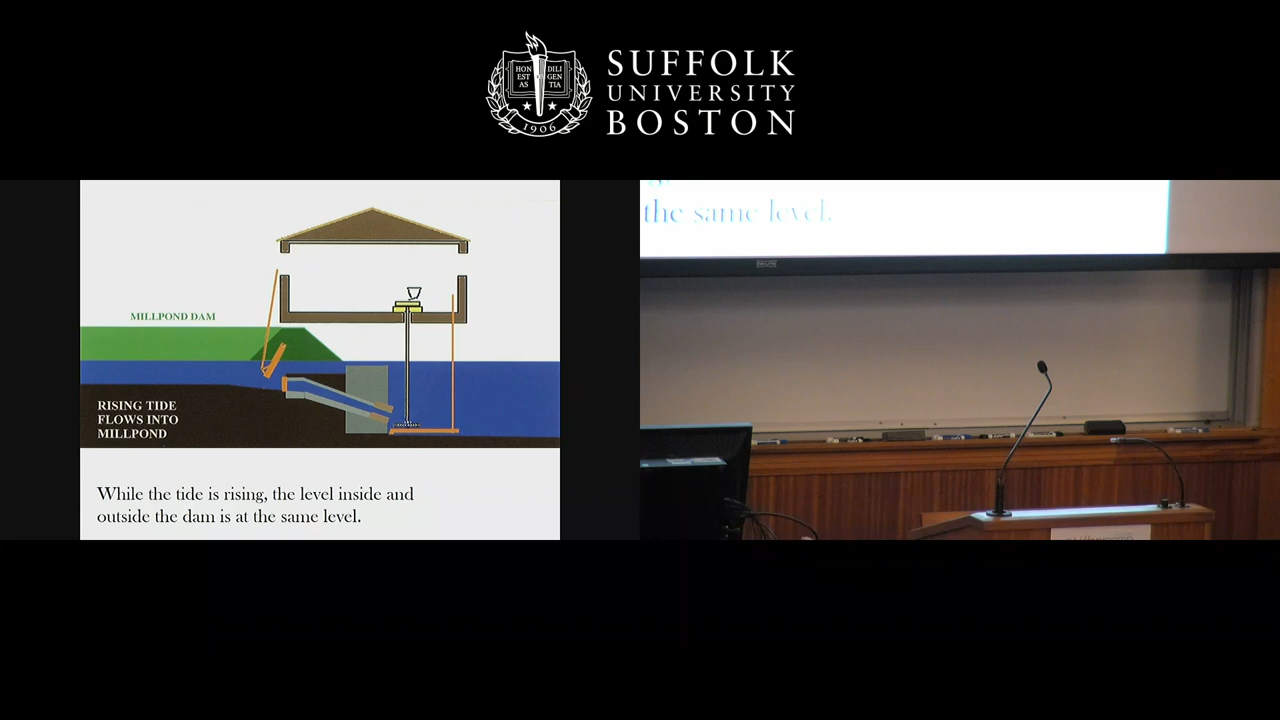 HON
EST
AS
DILI
GEN
TIA
1906
SUFFOLK
UNIVERSITY
BOSTON
MILLPOND DAM
RISING TIDE
FLOWS INTO
MILLPOND
While the tide is rising, the level inside and
outside the dam is at the same level.
the same level.